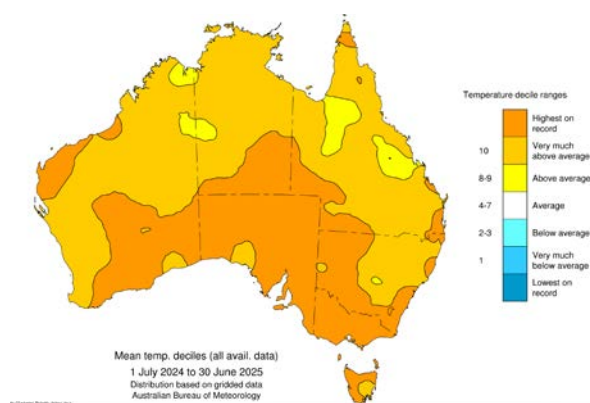 Temperature decile ranges
Highest on
record
10
Very much
above average
8-9
Above average
4-7
Average
2-3
Below average
1
Very much
below average
Lowest on
record
Mean temp. deciles (all avail. data)
1 July 2024 to 30 June 2025
Distribution based on gridded data
Australian Bureau of Meteorology